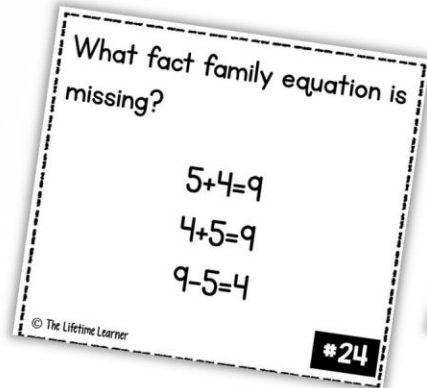 What fact family equation is
missing?
5+4=9
4+5=9
9-5=4
© The Lifetime Learner
#24